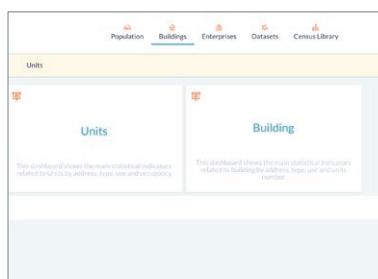 Population Buildings Enterprises Datasets Census Library
Units
Units
This dashboard shows the main statistical indicators
related to Units by address, type, use and occupancy
Building
This dashboard shows the main statistical indicators
related to Building by address, type, use and units
number